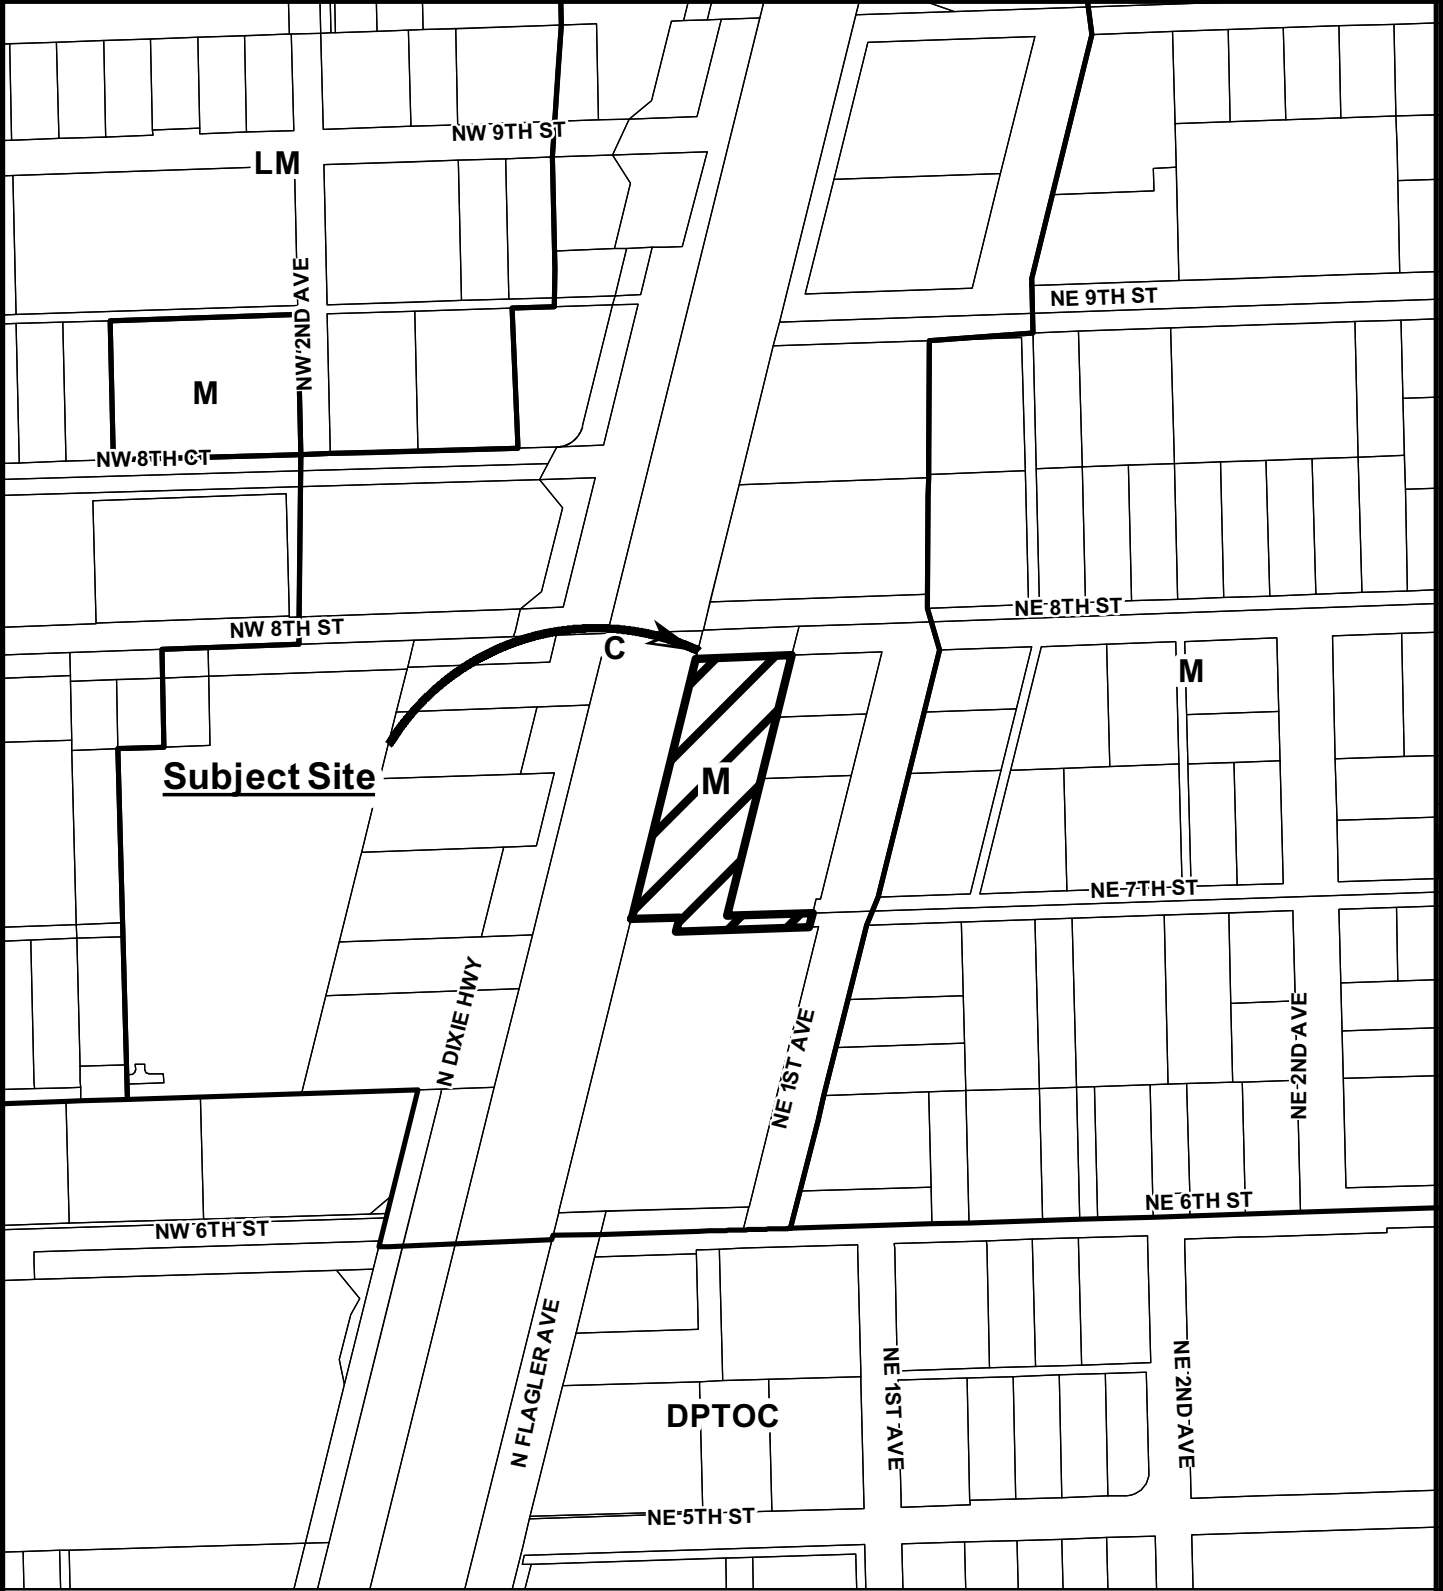 NW 9TH ST
LM
NW 2ND AVE
NE 9TH ST
M
NW 8TH CT
NE 8TH ST
NW 8TH ST
C
M
Subject Site
M
NE 7TH ST
N DIXIE HWY
NE 1ST AVE
NE 2ND AVE
NE 6TH ST
NW 6TH ST
N FLAGLER AVE
NE 1ST AVE
NE 2ND AVE
DPTOC
NE 5TH ST